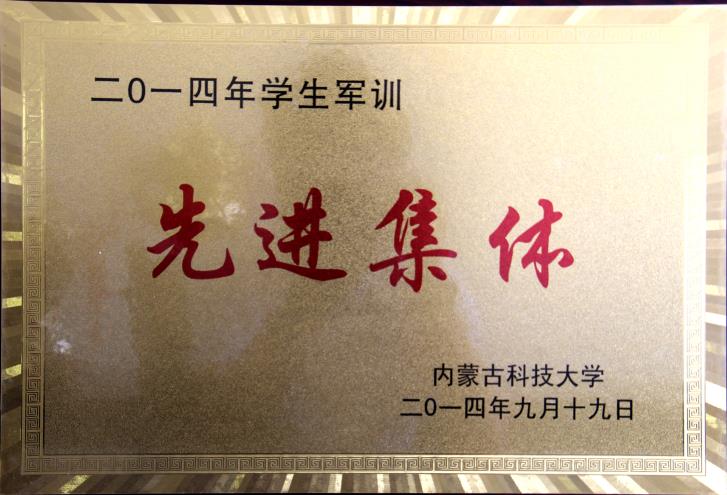 二0一四年学生军训
先进集体
内蒙古科技大学
二0一四年九月十九日